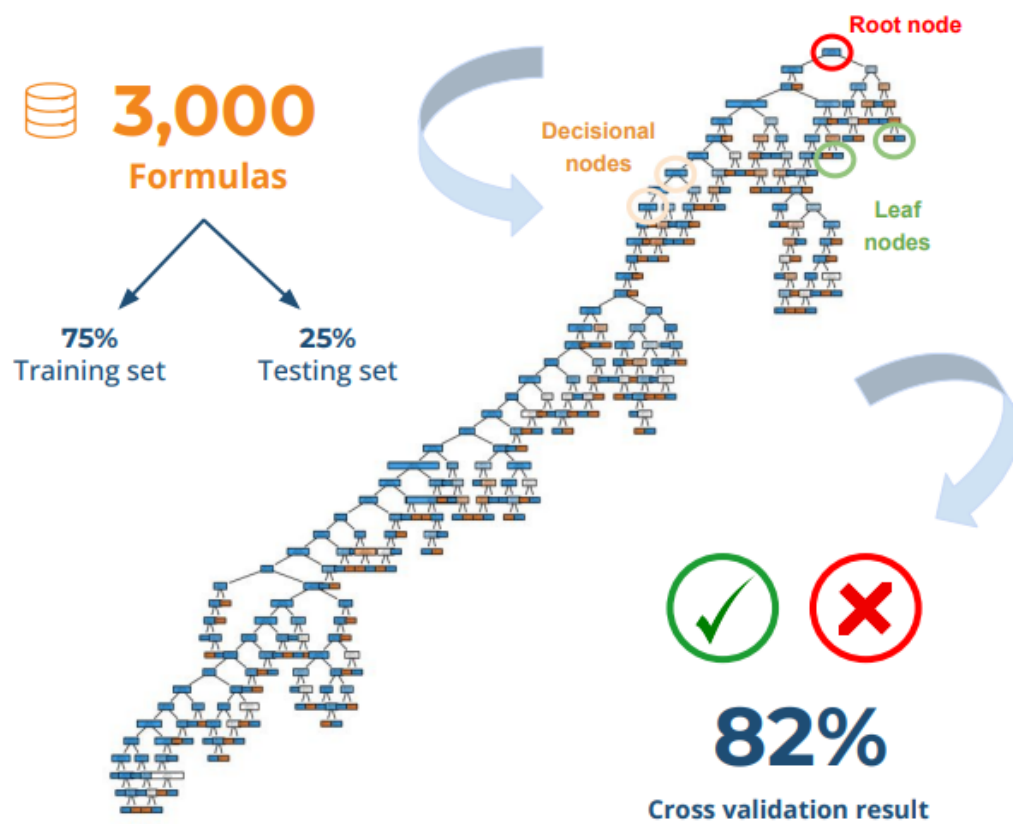 Root node
3,000
Formulas
Decisional
nodes
Leaf
nodes
75%
Training set
25%
Testing set
82%
Cross validation result